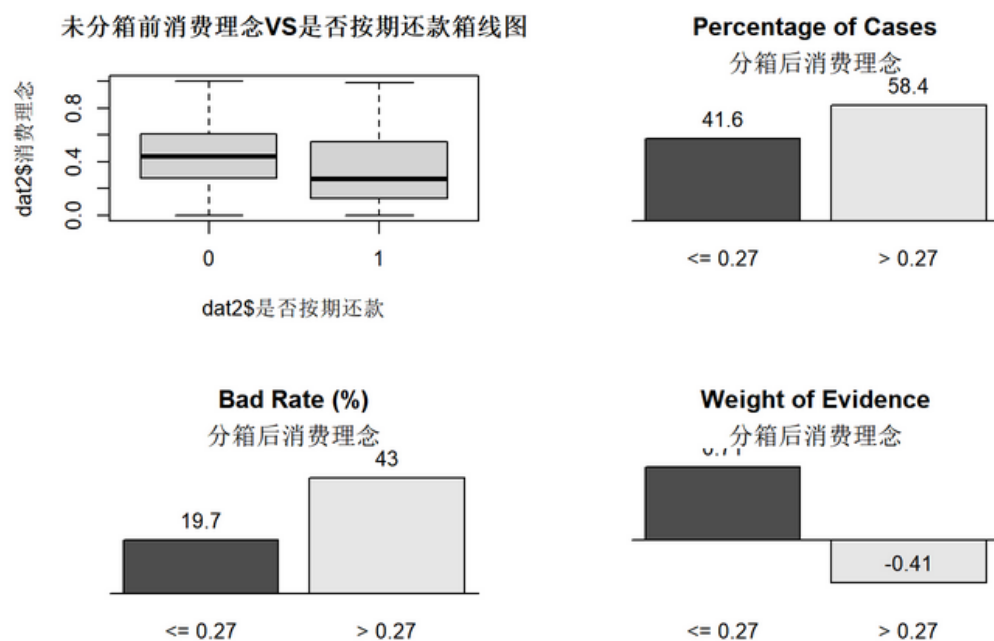 未分箱前消费理念VS是否按期还款箱线图
dat2$消费理念
0.0 0.4 0.8
0 1
dat2$是否按期还款
Percentage of Cases
分箱后消费理念
41.6 58.4
<= 0.27 > 0.27
Bad Rate (%)
分箱后消费理念
19.7 43
<= 0.27 > 0.27
Weight of Evidence
分箱后消费理念
-0.41
<= 0.27 > 0.27